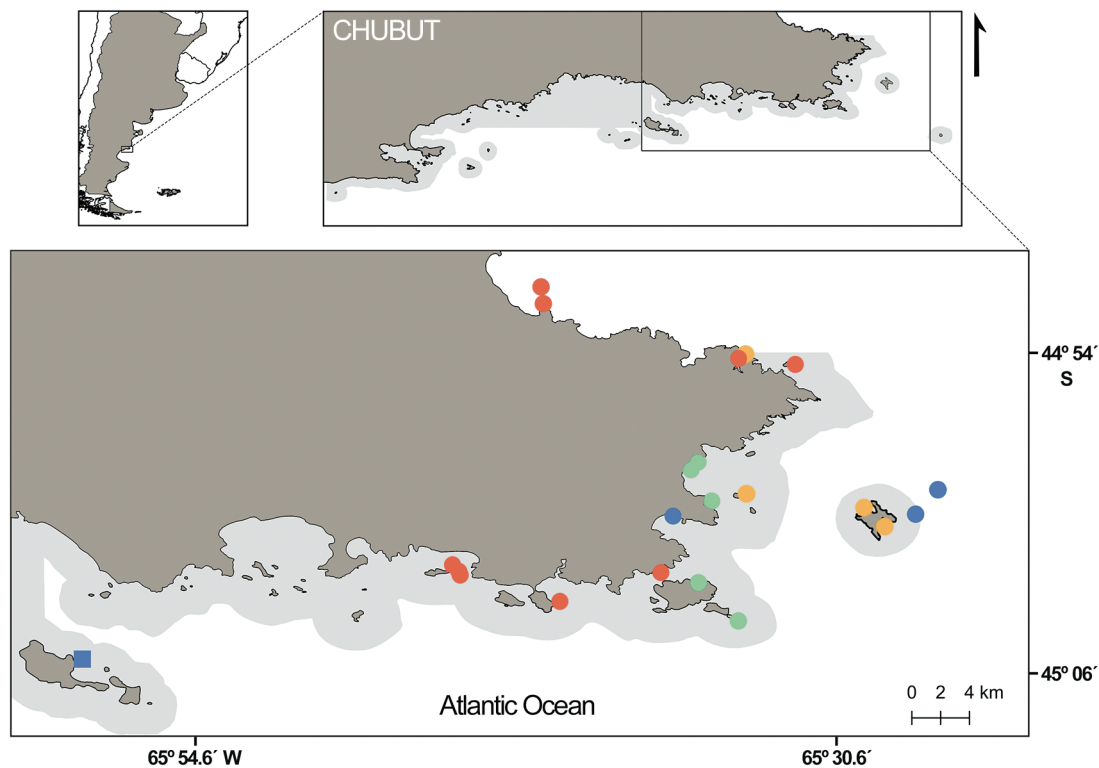 CHUBUT
44º 54´
S
45º 06´
0 2 4 km
Atlantic Ocean
65º 54.6´ W
65º 30.6´